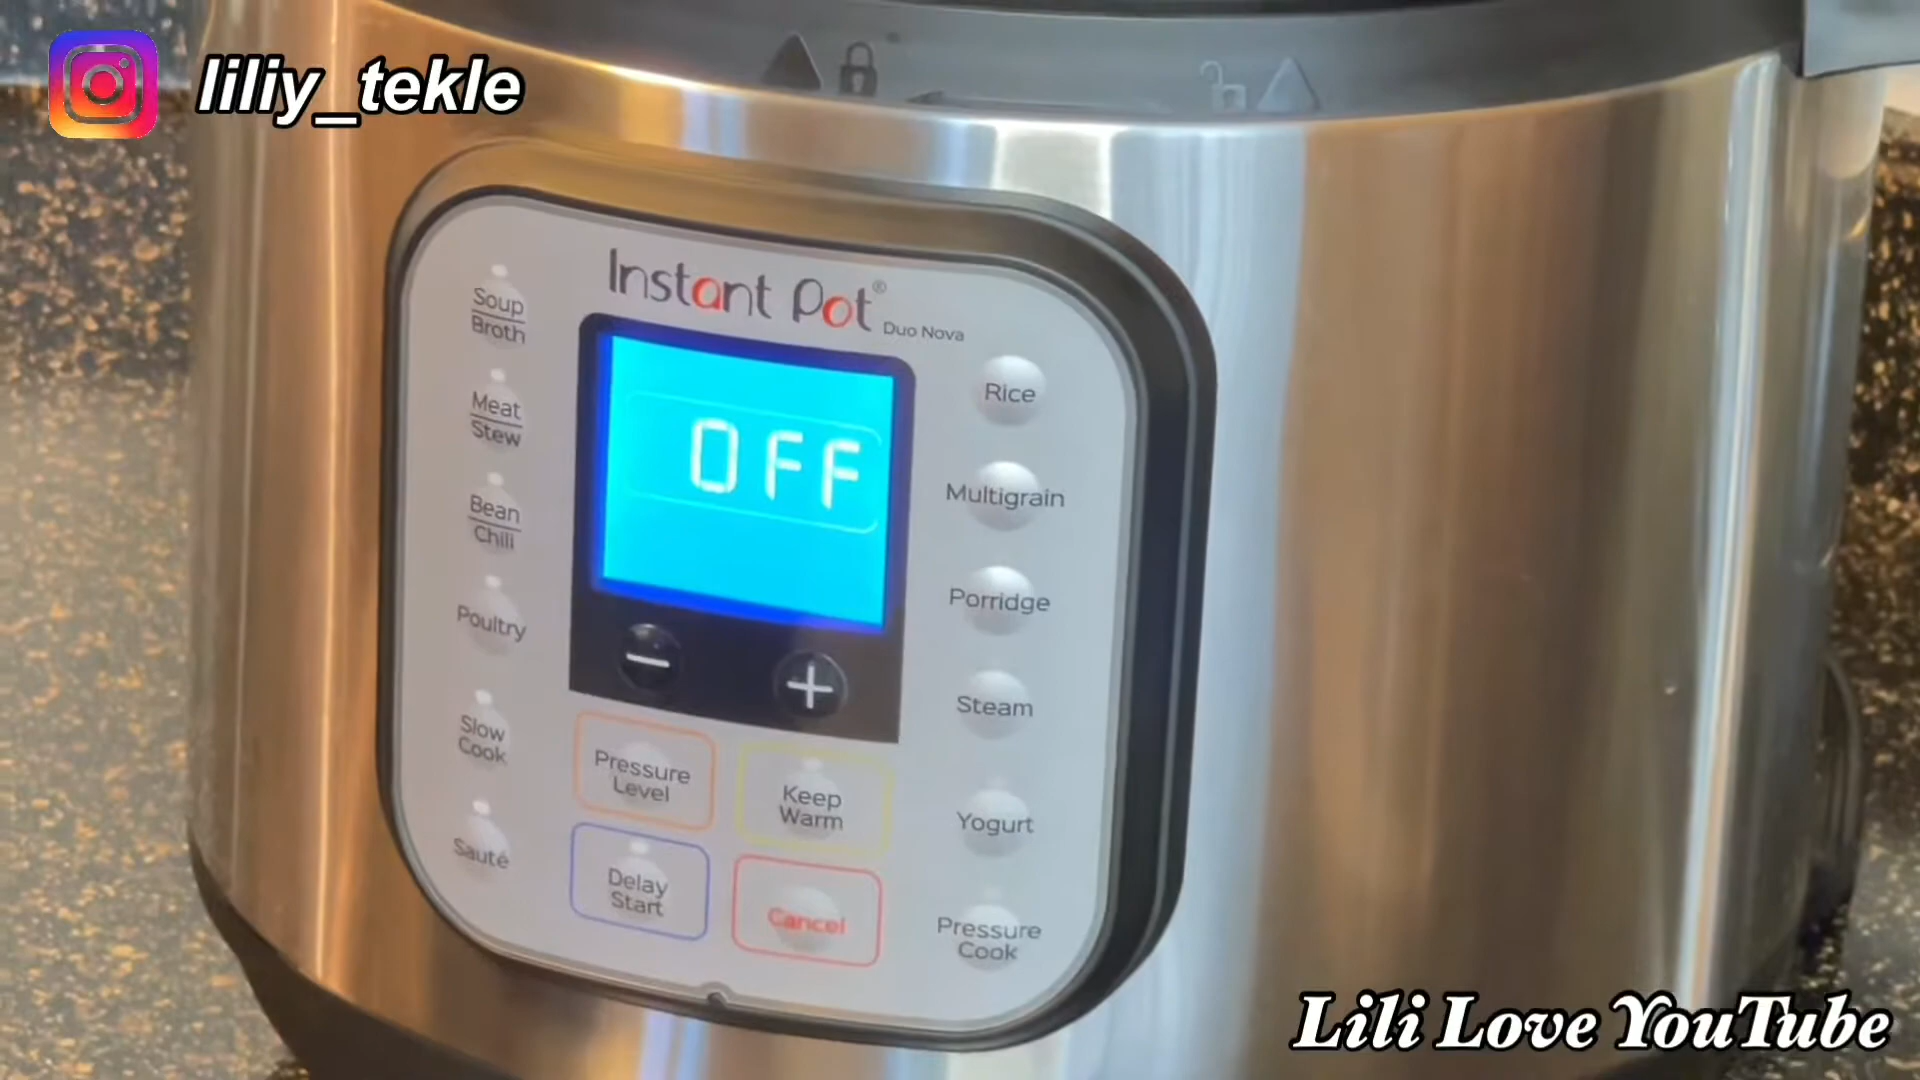 liliy_tekle
Instant Pot®
Duo Nova
Soup
Broth
Meat
Stew
Bean
Chili
Poultry
Slow
Cook
Sauté
OFF
Pressure
Level
Keep
Warm
Delay
Start
Cancel
Rice
Multigrain
Porridge
Steam
Yogurt
Pressure
Cook
Lili Love YouTube